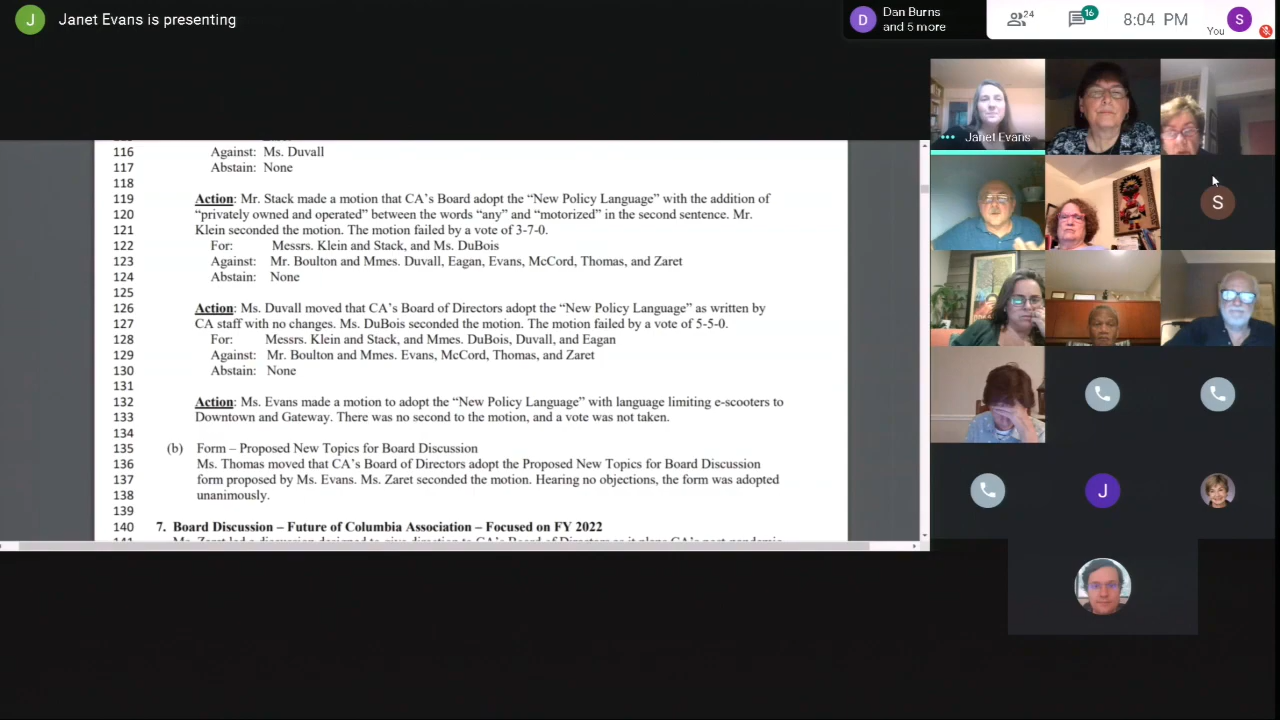 J Janet Evans is presenting
D Dan Burns
and 5 more
24
16
8:04 PM
You
S
Janet Evans
S
J
116 Against: Ms. Duvall
117 Abstain: None
118
119 Action: Mr. Stack made a motion that CA's Board adopt the "New Policy Language" with the addition of
120 "privately owned and operated" between the words "any" and "motorized" in the second sentence. Mr.
121 Klein seconded the motion. The motion failed by a vote of 3-7-0.
122 For: Messrs. Klein and Stack, and Ms. DuBois
123 Against: Mr. Boulton and Mmes. Duvall, Eagan, Evans, McCord, Thomas, and Zaret
124 Abstain: None
125
126 Action: Ms. Duvall moved that CA's Board of Directors adopt the "New Policy Language" as written by
127 CA staff with no changes. Ms. DuBois seconded the motion. The motion failed by a vote of 5-5-0.
128 For: Messrs. Klein and Stack, and Mmes. DuBois, Duvall, and Eagan
129 Against: Mr. Boulton and Mmes. Evans, McCord, Thomas, and Zaret
130 Abstain: None
131
132 Action: Ms. Evans made a motion to adopt the "New Policy Language" with language limiting e-scooters to
133 Downtown and Gateway. There was no second to the motion, and a vote was not taken.
134
135 (b) Form – Proposed New Topics for Board Discussion
136 Ms. Thomas moved that CA's Board of Directors adopt the Proposed New Topics for Board Discussion
137 form proposed by Ms. Evans. Ms. Zaret seconded the motion. Hearing no objections, the form was adopted
138 unanimously.
139
140 7. Board Discussion – Future of Columbia Association – Focused on FY 2022